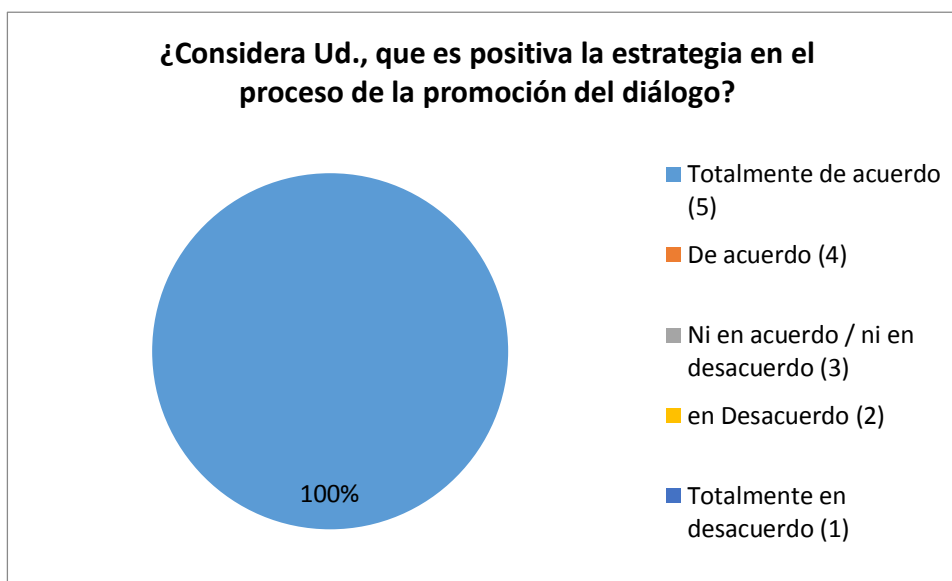 ¿Considera Ud., que es positiva la estrategia en el
proceso de la promoción del diálogo?
Totalmente de acuerdo
(5)
De acuerdo (4)
Ni en acuerdo / ni en
desacuerdo (3)
en Desacuerdo (2)
Totalmente en
desacuerdo (1)
100%